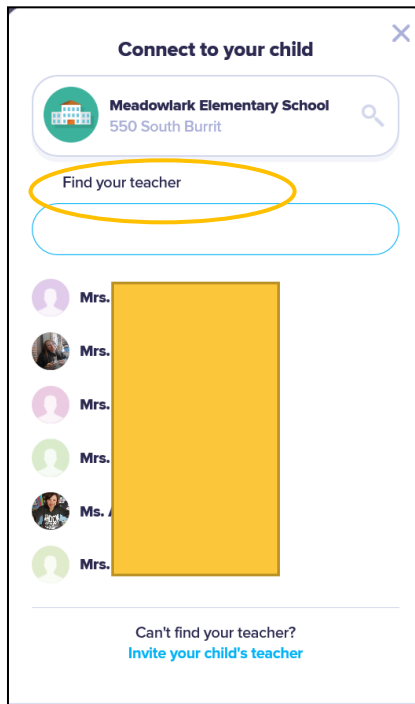 Connect to your child
Meadowlark Elementary School
550 South Burrit
Find your teacher
Mrs.
Mrs.
Mrs.
Mrs.
Ms.
Mrs.
Can't find your teacher?
Invite your child's teacher